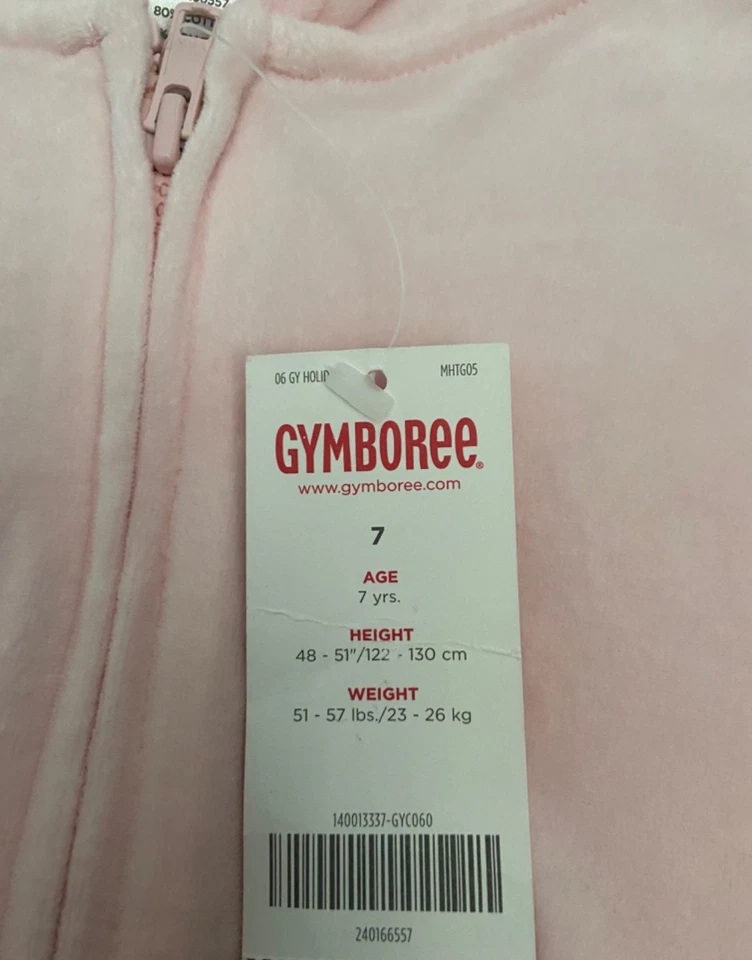 80%
06 GY MHTG05
GYMBOREE®
www.gymboree.com
7
AGE
7 yrs.
HEIGHT
48 - 51"/122 - 130 cm
WEIGHT
51 - 57 lbs./23 - 26 kg
140013337-GYC060
240166557